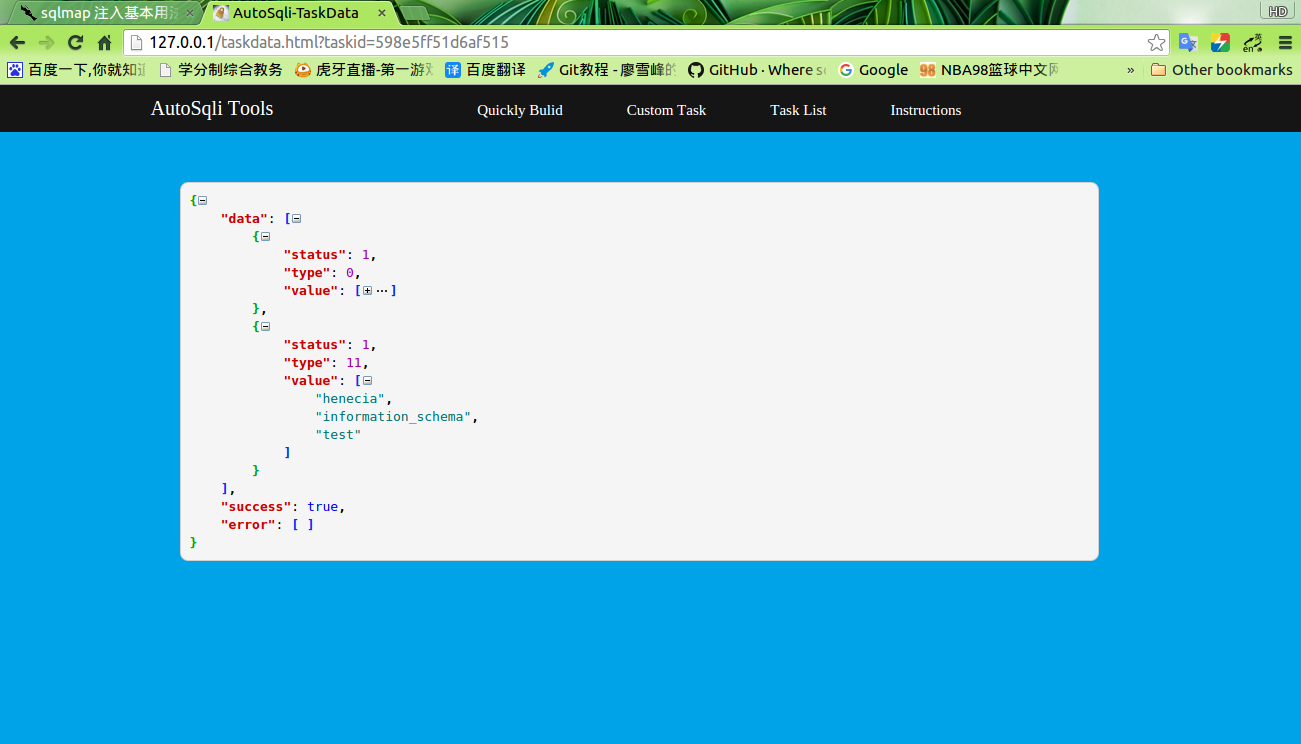 sqlmap 注入基本用法
AutoSqli-TaskData
HD
127.0.0.1/taskdata.html?taskid=598e5ff51d6af515
百度一下,你就知道
学分制综合教务
虎牙直播-第一游戏
百度翻译
Git教程 - 廖雪峰的
GitHub · Where so
Google
NBA98篮球中文网
»
Other bookmarks
AutoSqli Tools
Quickly Bulid
Custom Task
Task List
Instructions
{
"data": [
{
"status": 1,
"type": 0,
"value": [ ⋯ ]
},
{
"status": 1,
"type": 11,
"value": [
"henecia",
"information_schema",
"test"
]
}
],
"success": true,
"error": [ ]
}